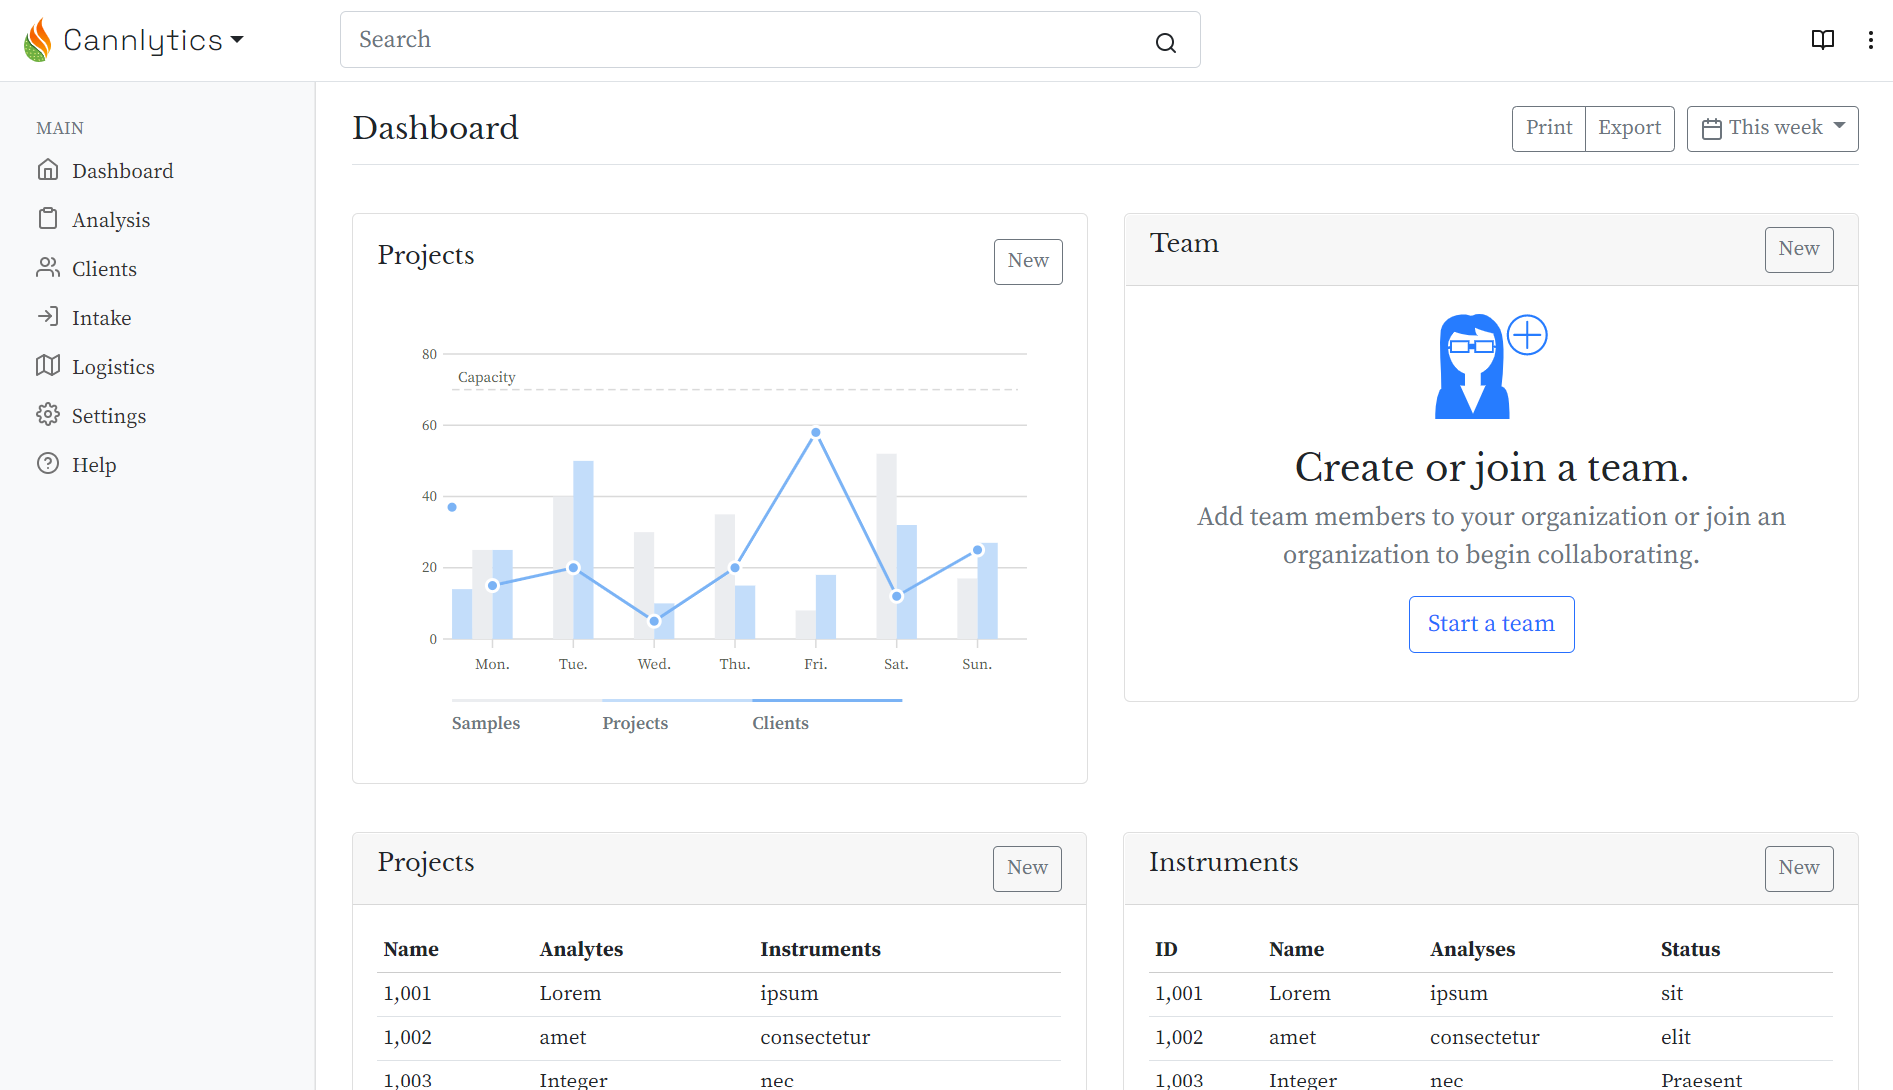 Cannlytics
Search
MAIN
Dashboard
Analysis
Clients
Intake
Logistics
Settings
Help
Dashboard
Print
Export
This week
Projects
New
80
Capacity
60
40
20
0
Mon. Tue. Wed. Thu. Fri. Sat. Sun.
Samples Projects Clients
Team
New
Create or join a team.
Add team members to your organization or join an
organization to begin collaborating.
Start a team
Projects
New
Name Analytes Instruments
1,001 Lorem ipsum
1,002 amet consectetur
1,003 Integer nec
Instruments
New
ID Name Analyses Status
1,001 Lorem ipsum sit
1,002 amet consectetur elit
1,003 Integer nec Praesent